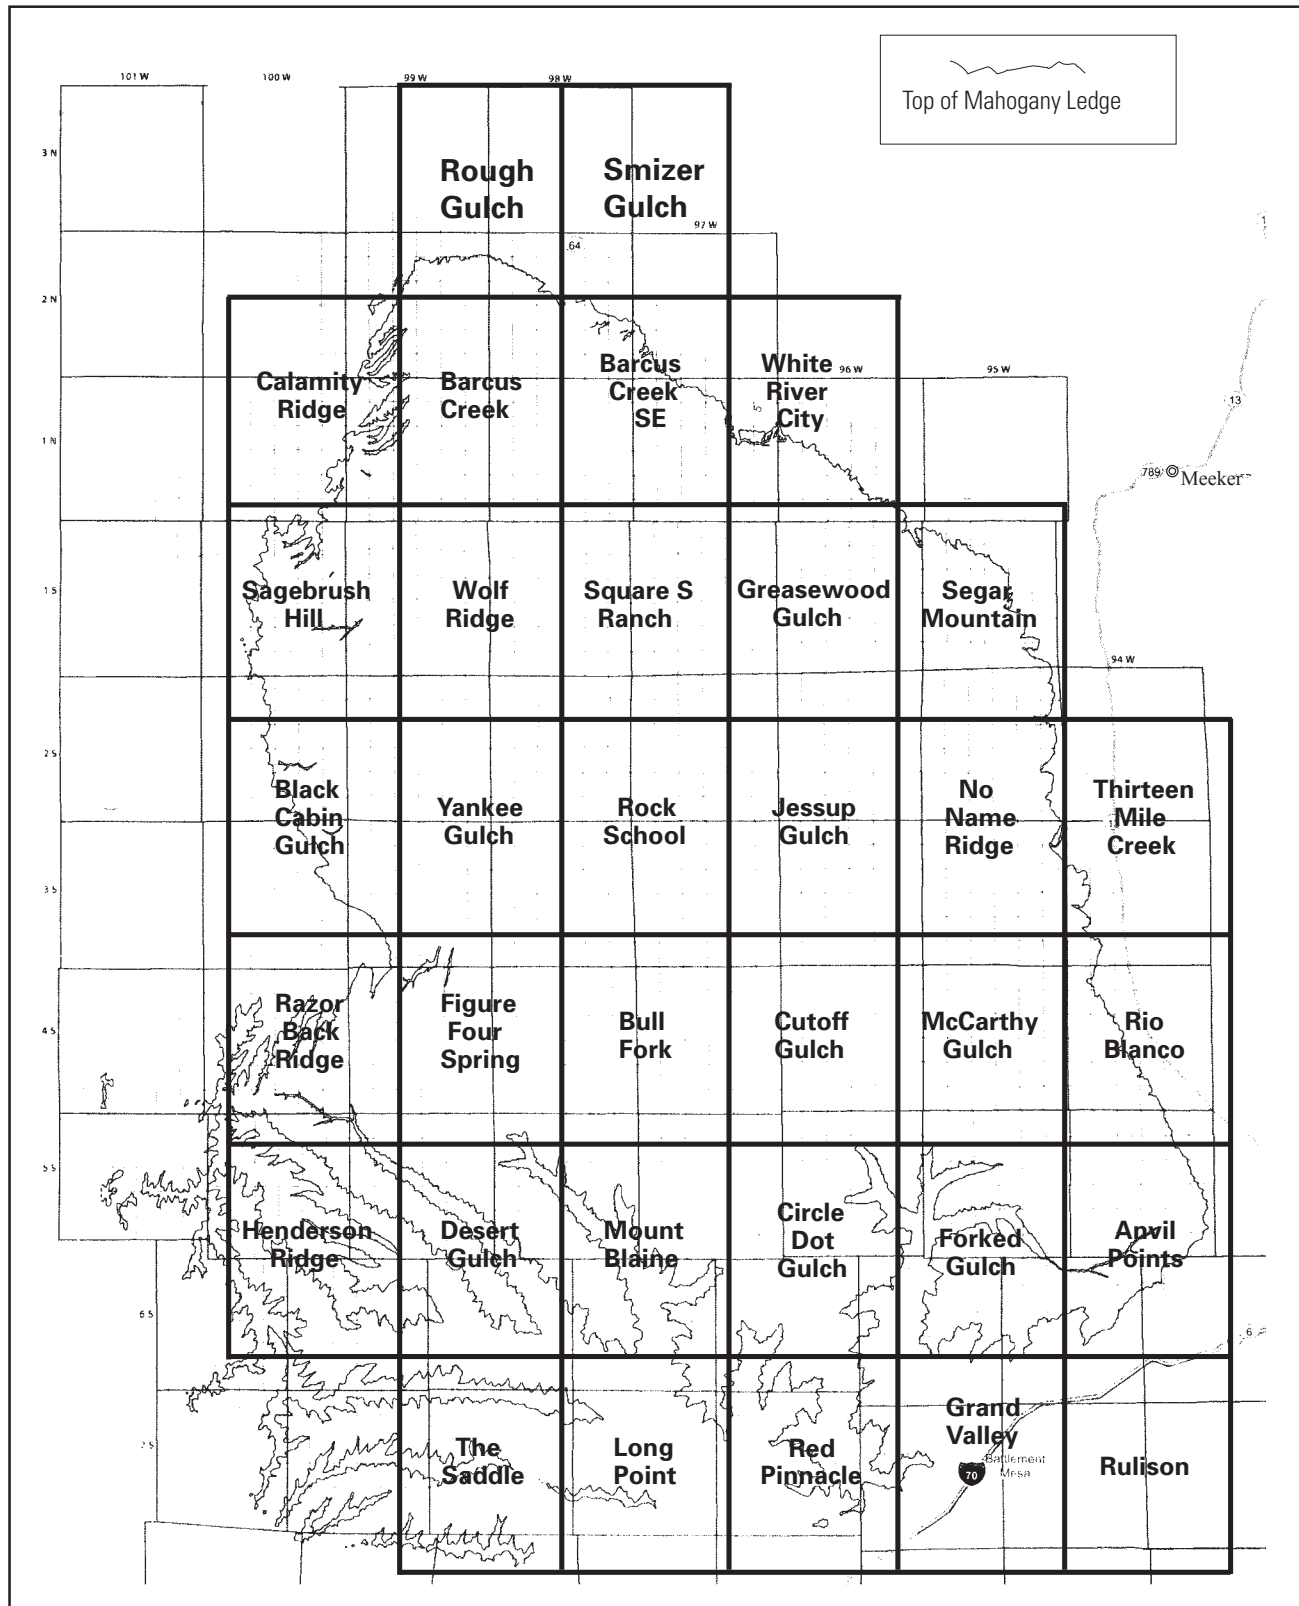 Top of Mahogany Ledge
101 W
100 W
99 W
98 W
3 N
Rough
Gulch
Smizer
Gulch
97 W
64
2 N
Calamity
Ridge
Barcus
Creek
Barcus
Creek
SE
White
River
City
96 W
95 W
13
1 N
789
Meeker
Sagebrush
Hill
Wolf
Ridge
Square S
Ranch
Greasewood
Gulch
Segar
Mountain
1 S
94 W
2 S
Black
Cabin
Gulch
Yankee
Gulch
Rock
School
Jessup
Gulch
No
Name
Ridge
Thirteen
Mile
Creek
3 S
Razor
Back
Ridge
Figure
Four
Spring
Bull
Fork
Cutoff
Gulch
McCarthy
Gulch
Rio
Blanco
4 S
5 S
Henderson
Ridge
Desert
Gulch
Mount
Blaine
Circle
Dot
Gulch
Forked
Gulch
Anvil
Points
6 S
6
The
Saddle
Long
Point
Red
Pinnacle
Grand
Valley
Battlement
Mesa
70
Rulison